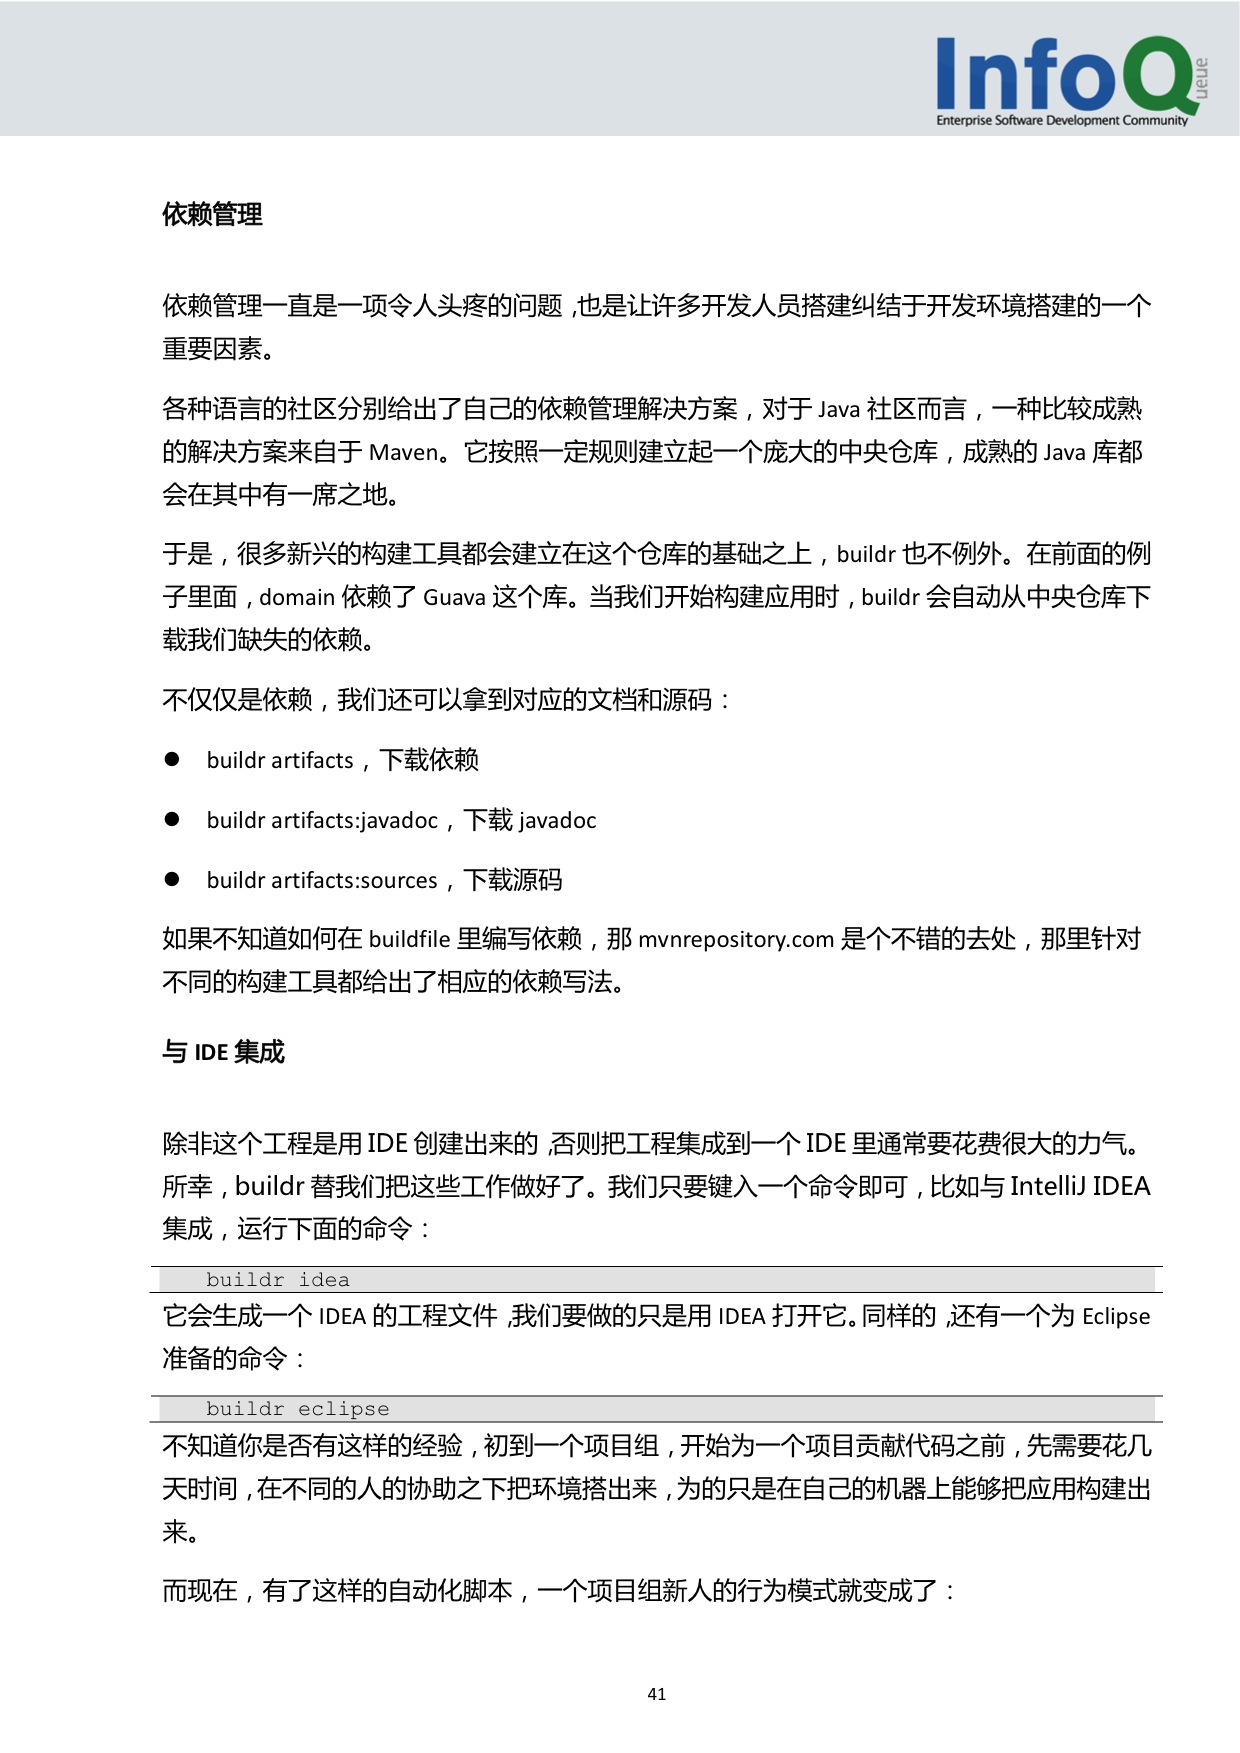 InfoQ
ueue
Enterprise Software Development Community
依赖管理
依赖管理一直是一项令人头疼的问题,也是让许多开发人员搭建纠结于开发环境搭建的一个
重要因素。
各种语言的社区分别给出了自己的依赖管理解决方案，对于 Java 社区而言，一种比较成熟
的解决方案来自于 Maven。它按照一定规则建立起一个庞大的中央仓库，成熟的 Java 库都
会在其中有一席之地。
于是，很多新兴的构建工具都会建立在这个仓库的基础之上，buildr 也不例外。在前面的例
子里面，domain 依赖了 Guava 这个库。当我们开始构建应用时，buildr 会自动从中央仓库下
载我们缺失的依赖。
不仅仅是依赖，我们还可以拿到对应的文档和源码：
● buildr artifacts，下载依赖
● buildr artifacts:javadoc，下载 javadoc
● buildr artifacts:sources，下载源码
如果不知道如何在 buildfile 里编写依赖，那 mvnrepository.com 是个不错的去处，那里针对
不同的构建工具都给出了相应的依赖写法。
与 IDE 集成
除非这个工程是用 IDE 创建出来的，否则把工程集成到一个 IDE 里通常要花费很大的力气。
所幸，buildr 替我们把这些工作做好了。我们只要键入一个命令即可，比如与 IntelliJ IDEA
集成，运行下面的命令：
buildr idea
它会生成一个 IDEA 的工程文件，我们要做的只是用 IDEA 打开它。同样的，还有一个为 Eclipse
准备的命令：
buildr eclipse
不知道你是否有这样的经验，初到一个项目组，开始为一个项目贡献代码之前，先需要花几
天时间，在不同的人的协助之下把环境搭出来，为的只是在自己的机器上能够把应用构建出
来。
而现在，有了这样的自动化脚本，一个项目组新人的行为模式就变成了：
41